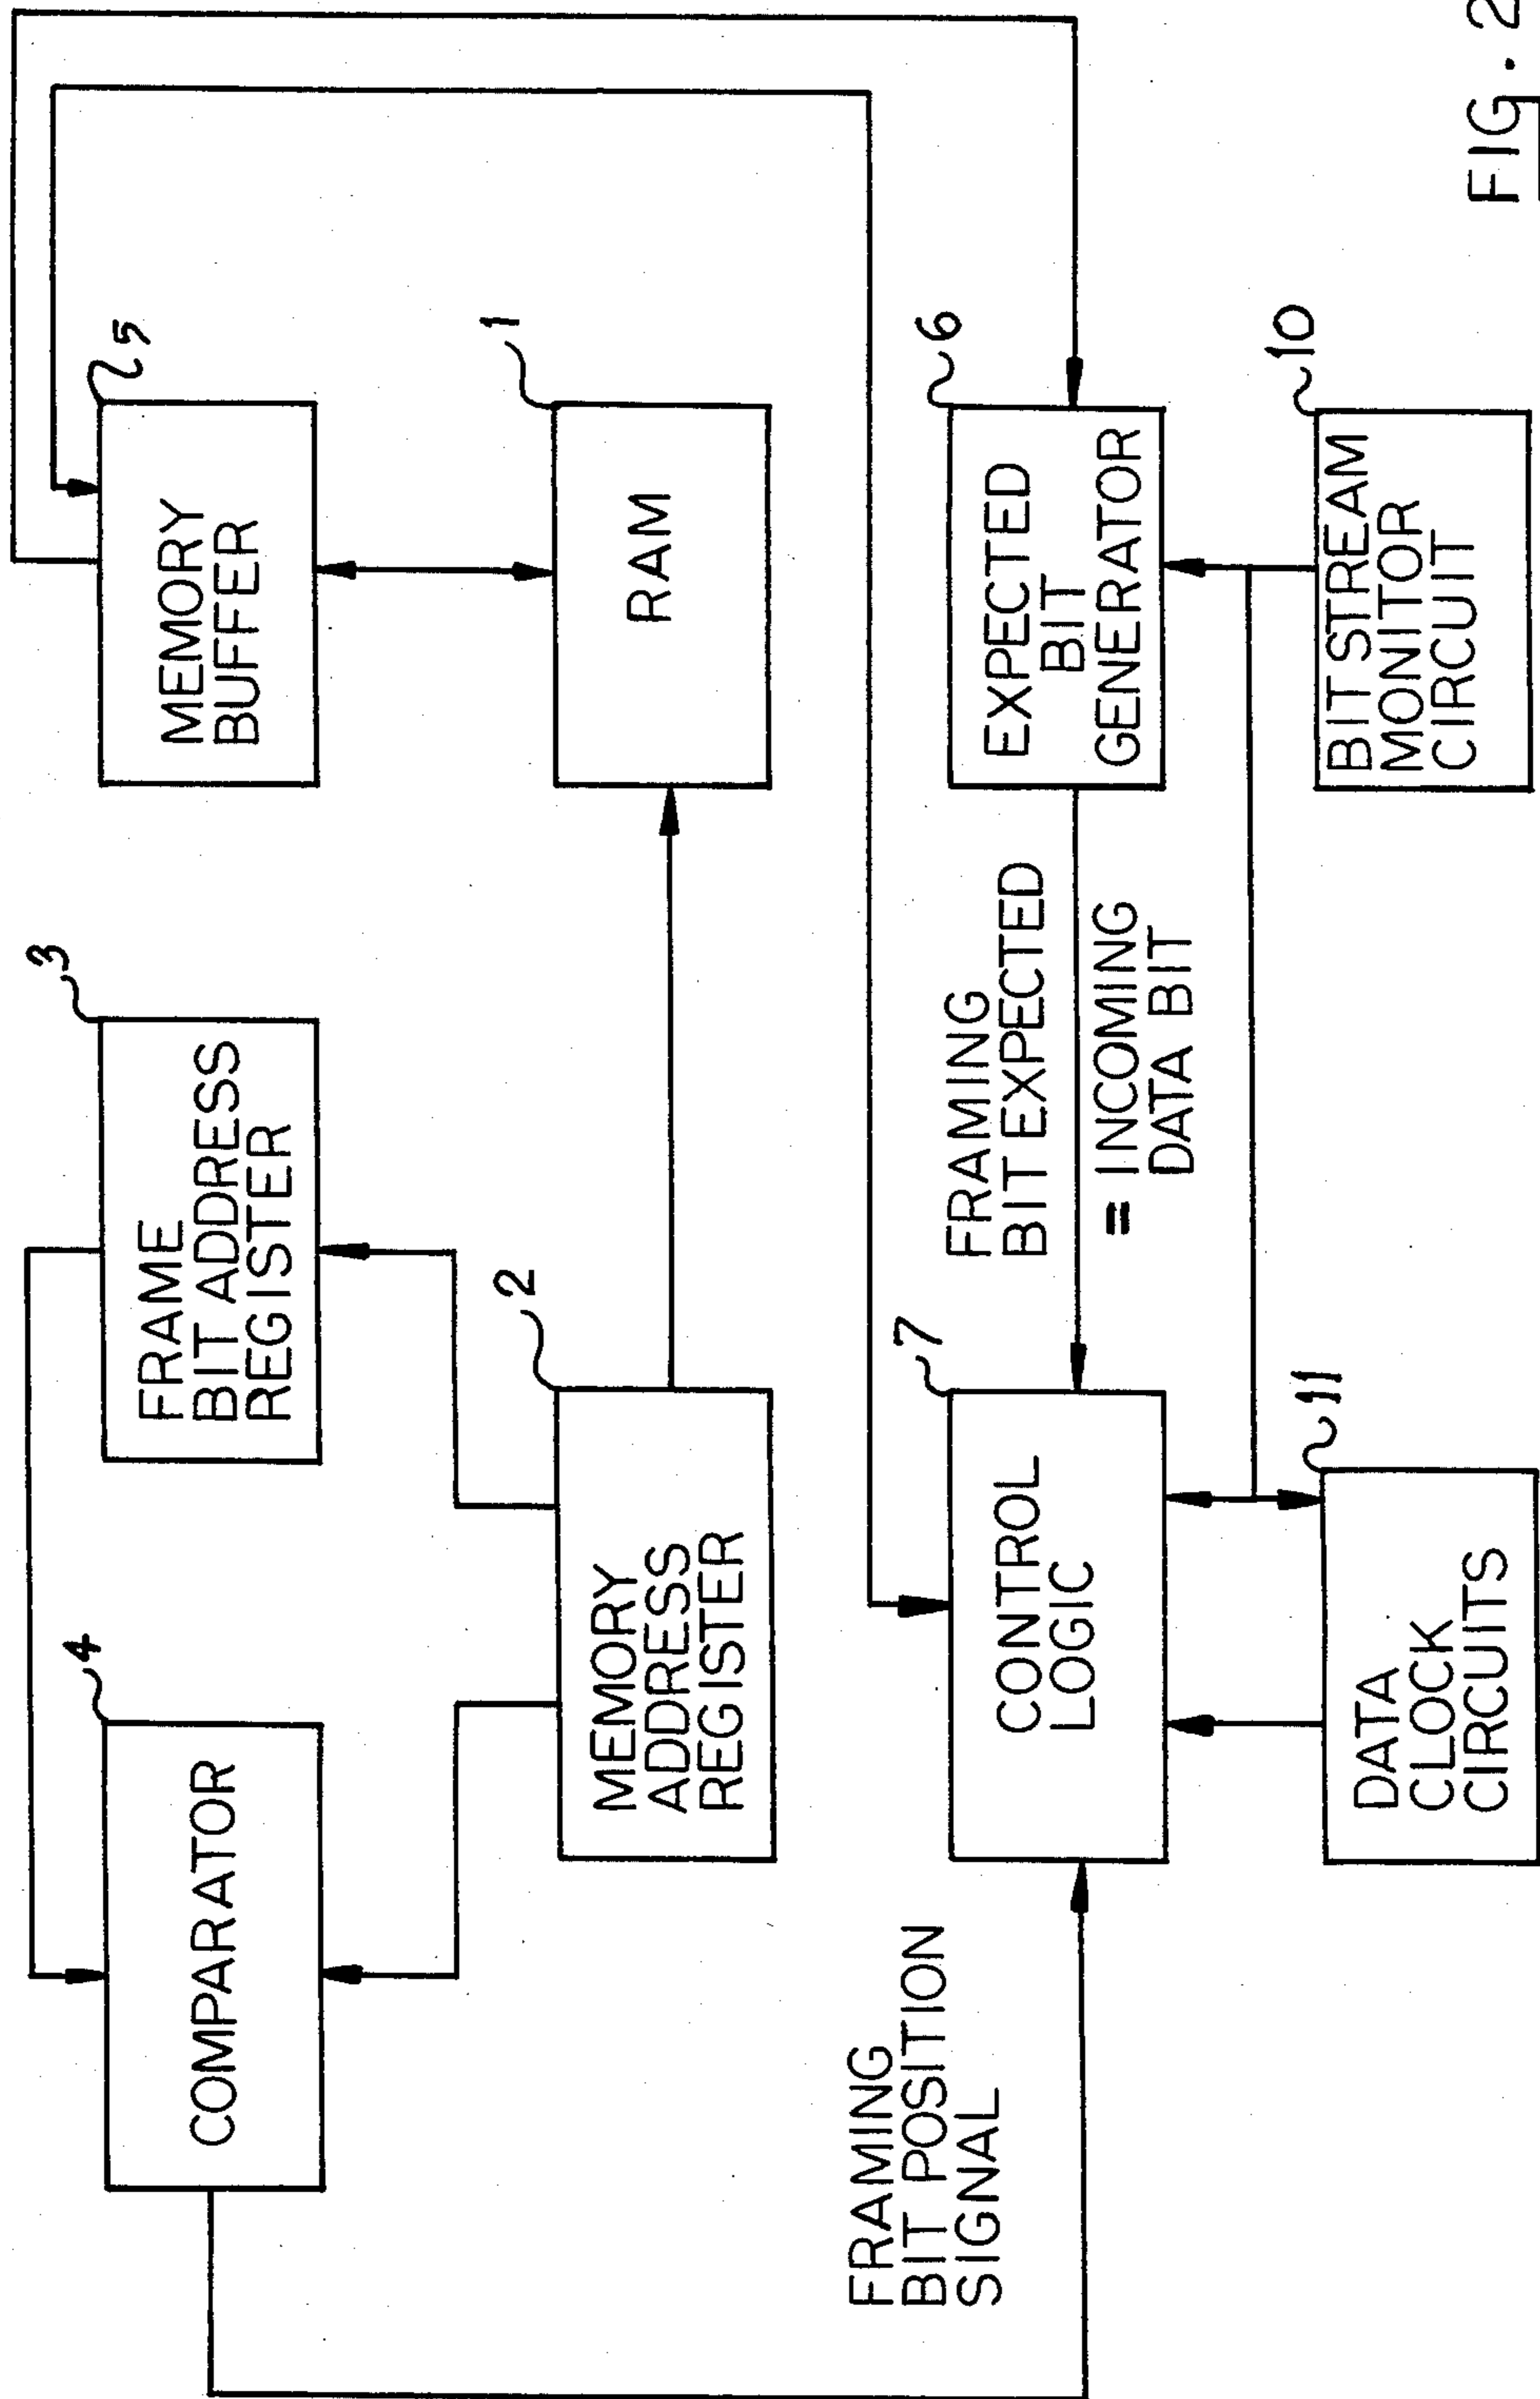 COMPARATOR
4
FRAME
BIT ADDRESS
REGISTER
3
MEMORY
BUFFER
5
MEMORY
ADDRESS
REGISTER
2
RAM
1
FRAMING
BIT POSITION
SIGNAL
CONTROL
LOGIC
7
FRAMING
BIT EXPECTED
= INCOMING
DATA BIT
EXPECTED
BIT
GENERATOR
6
DATA
CLOCK
CIRCUITS
11
BIT STREAM
MONITOR
CIRCUIT
10
FIG. 2